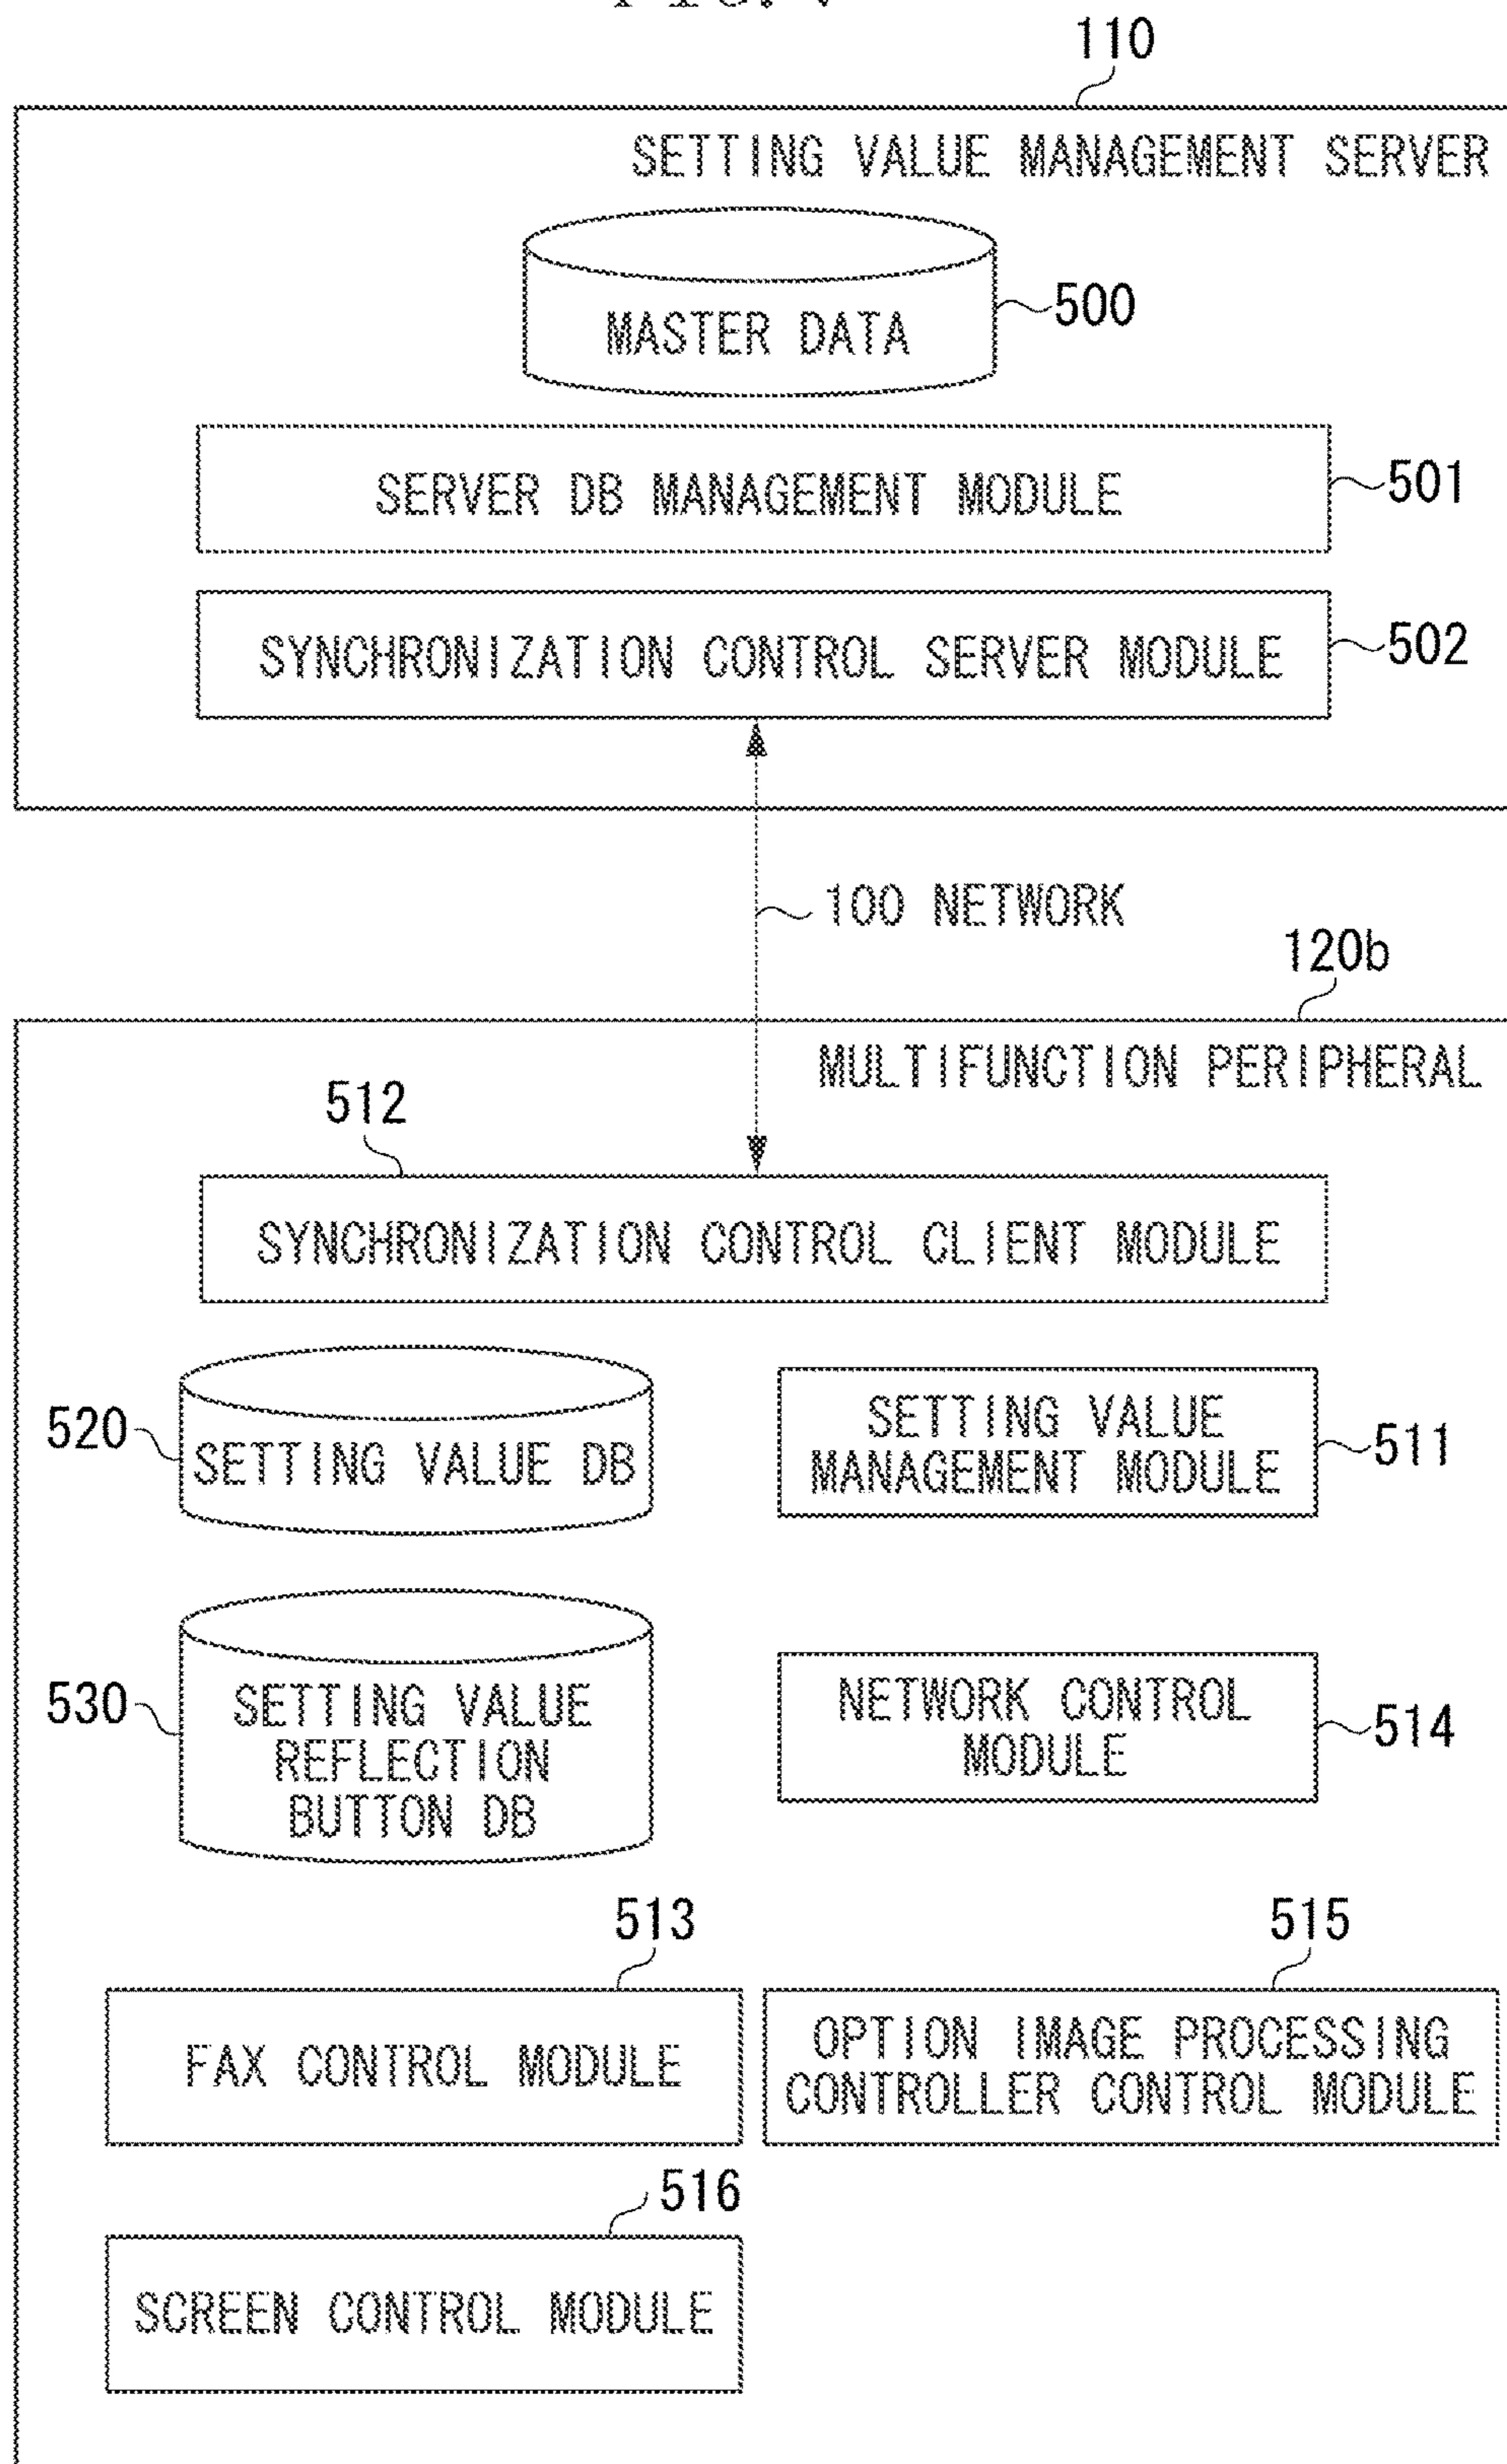 110
SETTING VALUE MANAGEMENT SERVER
MASTER DATA
500
SERVER DB MANAGEMENT MODULE
501
SYNCHRONIZATION CONTROL SERVER MODULE
502
100 NETWORK
120b
MULTIFUNCTION PERIPHERAL
512
SYNCHRONIZATION CONTROL CLIENT MODULE
520
SETTING VALUE DB
SETTING VALUE
MANAGEMENT MODULE
511
530
SETTING VALUE
REFLECTION
BUTTON DB
NETWORK CONTROL
MODULE
514
513
FAX CONTROL MODULE
515
OPTION IMAGE PROCESSING
CONTROLLER CONTROL MODULE
516
SCREEN CONTROL MODULE